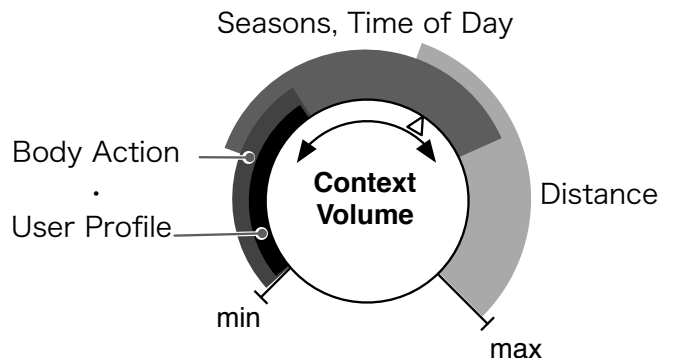 Seasons, Time of Day
Body Action
·
User Profile
Context
Volume
Distance
min
max